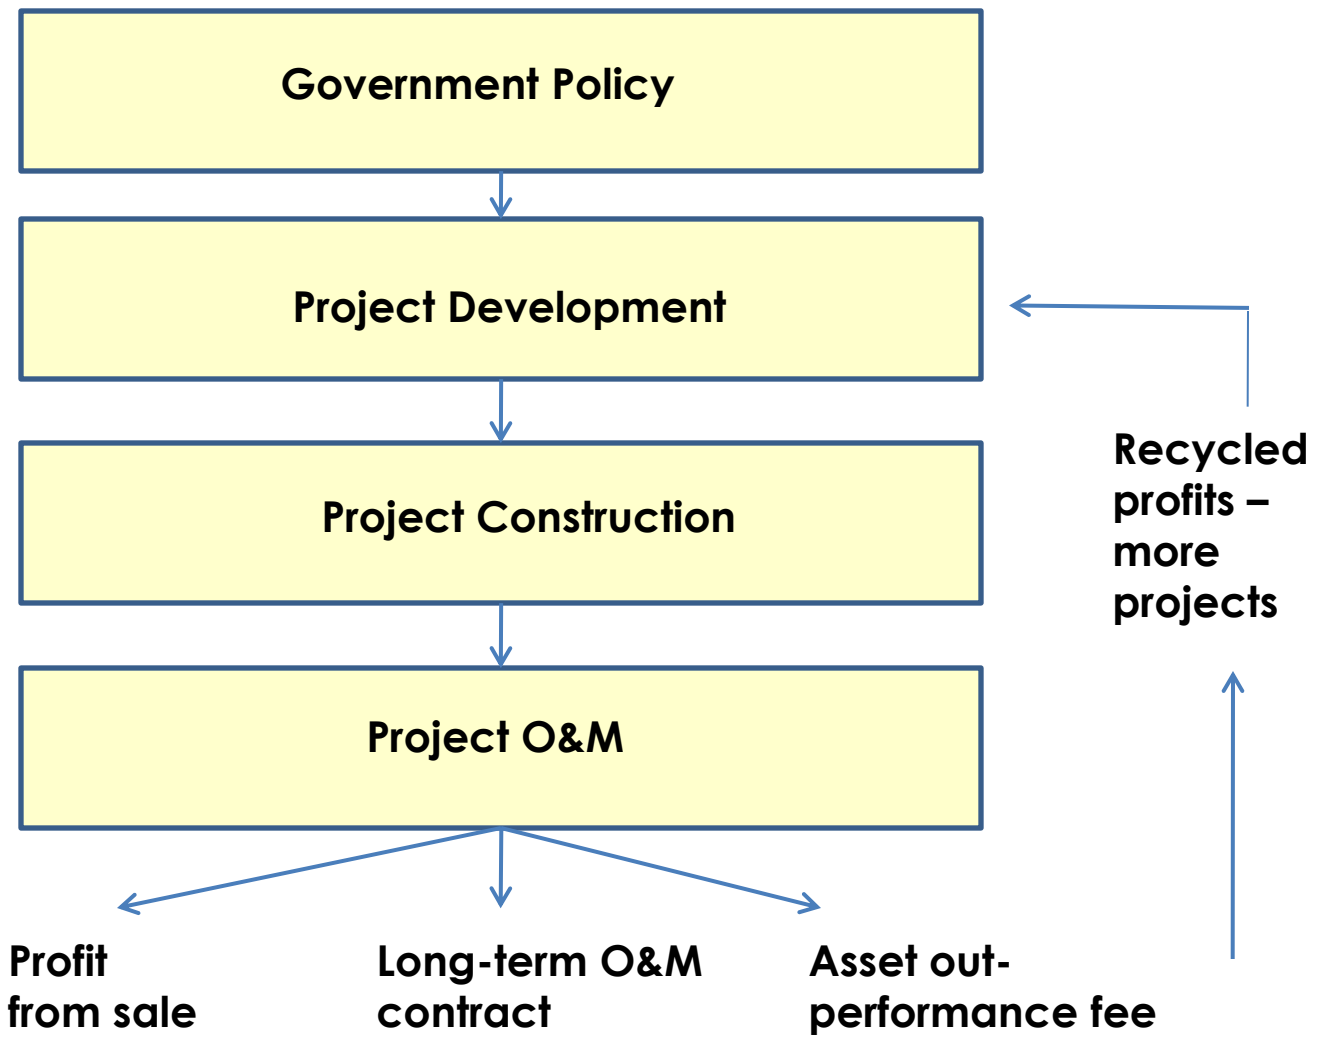 Government Policy
Project Development
Project Construction
Project O&M
Recycled
profits –
more
projects
Profit
from sale
Long-term O&M
contract
Asset out-
performance fee